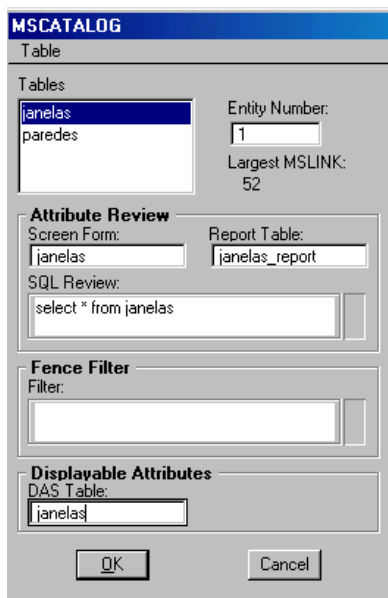 MSCATALOG
Table
Tables
janelas
paredes
Entity Number:
1
Largest MSLINK:
52
Attribute Review
Screen Form:
janelas
Report Table:
janelas_report
SQL Review:
select * from janelas
Fence Filter
Filter:
Displayable Attributes
DAS Table:
janelas
OK
Cancel